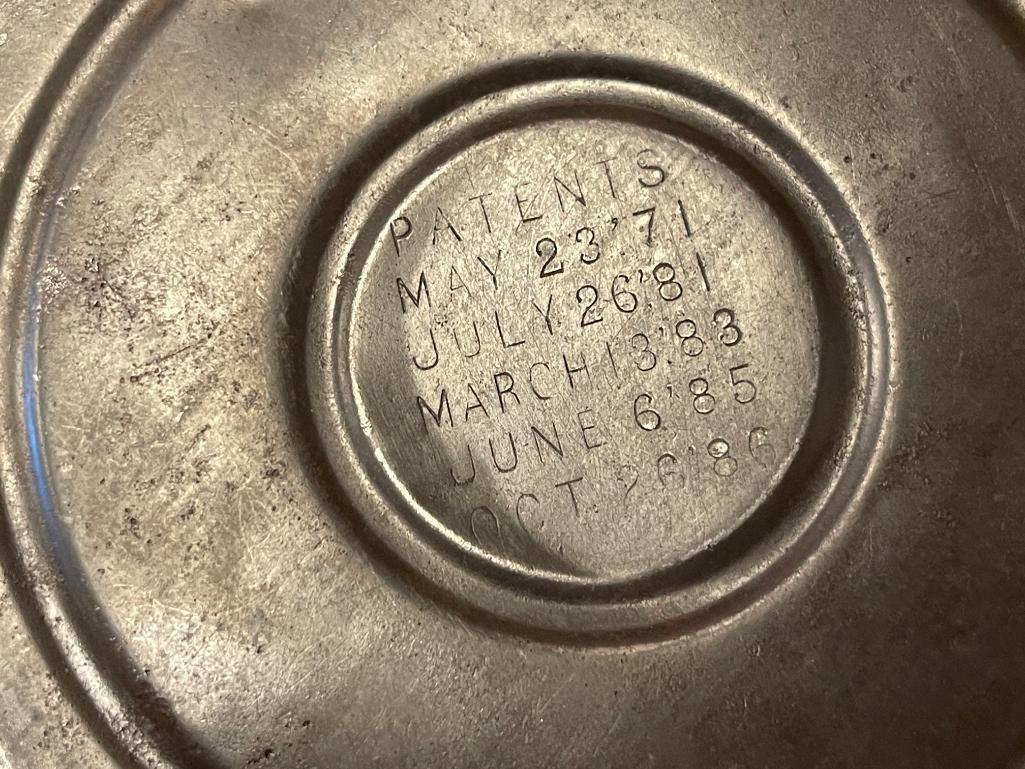 PATENTS
MAY 23 '71
JULY 26 '81
MARCH 13 '83
JUNE 6 '85
OCT. 26 '86